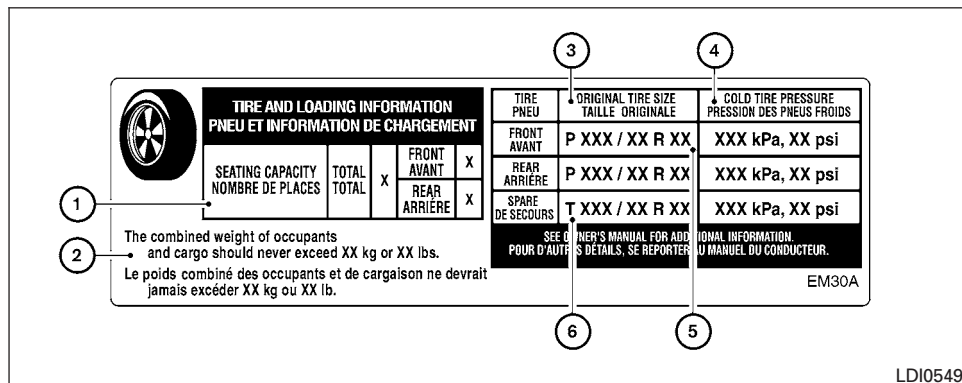 3
4
TIRE AND LOADING INFORMATION
PNEU ET INFORMATION DE CHARGEMENT
SEATING CAPACITY
NOMBRE DE PLACES
TOTAL
TOTAL
X
FRONT
AVANT
X
REAR
ARRIÈRE
X
TIRE
PNEU
ORIGINAL TIRE SIZE
TAILLE ORIGINALE
COLD TIRE PRESSURE
PRESSION DES PNEUS FROIDS
FRONT
AVANT
P XXX / XX R XX
XXX kPa, XX psi
REAR
ARRIÈRE
P XXX / XX R XX
XXX kPa, XX psi
SPARE
DE SECOURS
T XXX / XX R XX
XXX kPa, XX psi
SEE OWNER'S MANUAL FOR ADDITIONAL INFORMATION.
POUR D'AUTRES DÉTAILS, SE REPORTER AU MANUEL DU CONDUCTEUR.
1
2
The combined weight of occupants
and cargo should never exceed XX kg or XX lbs.
Le poids combiné des occupants et de cargaison ne devrait
jamais excéder XX kg ou XX lb.
EM30A
6
5
LDI0549